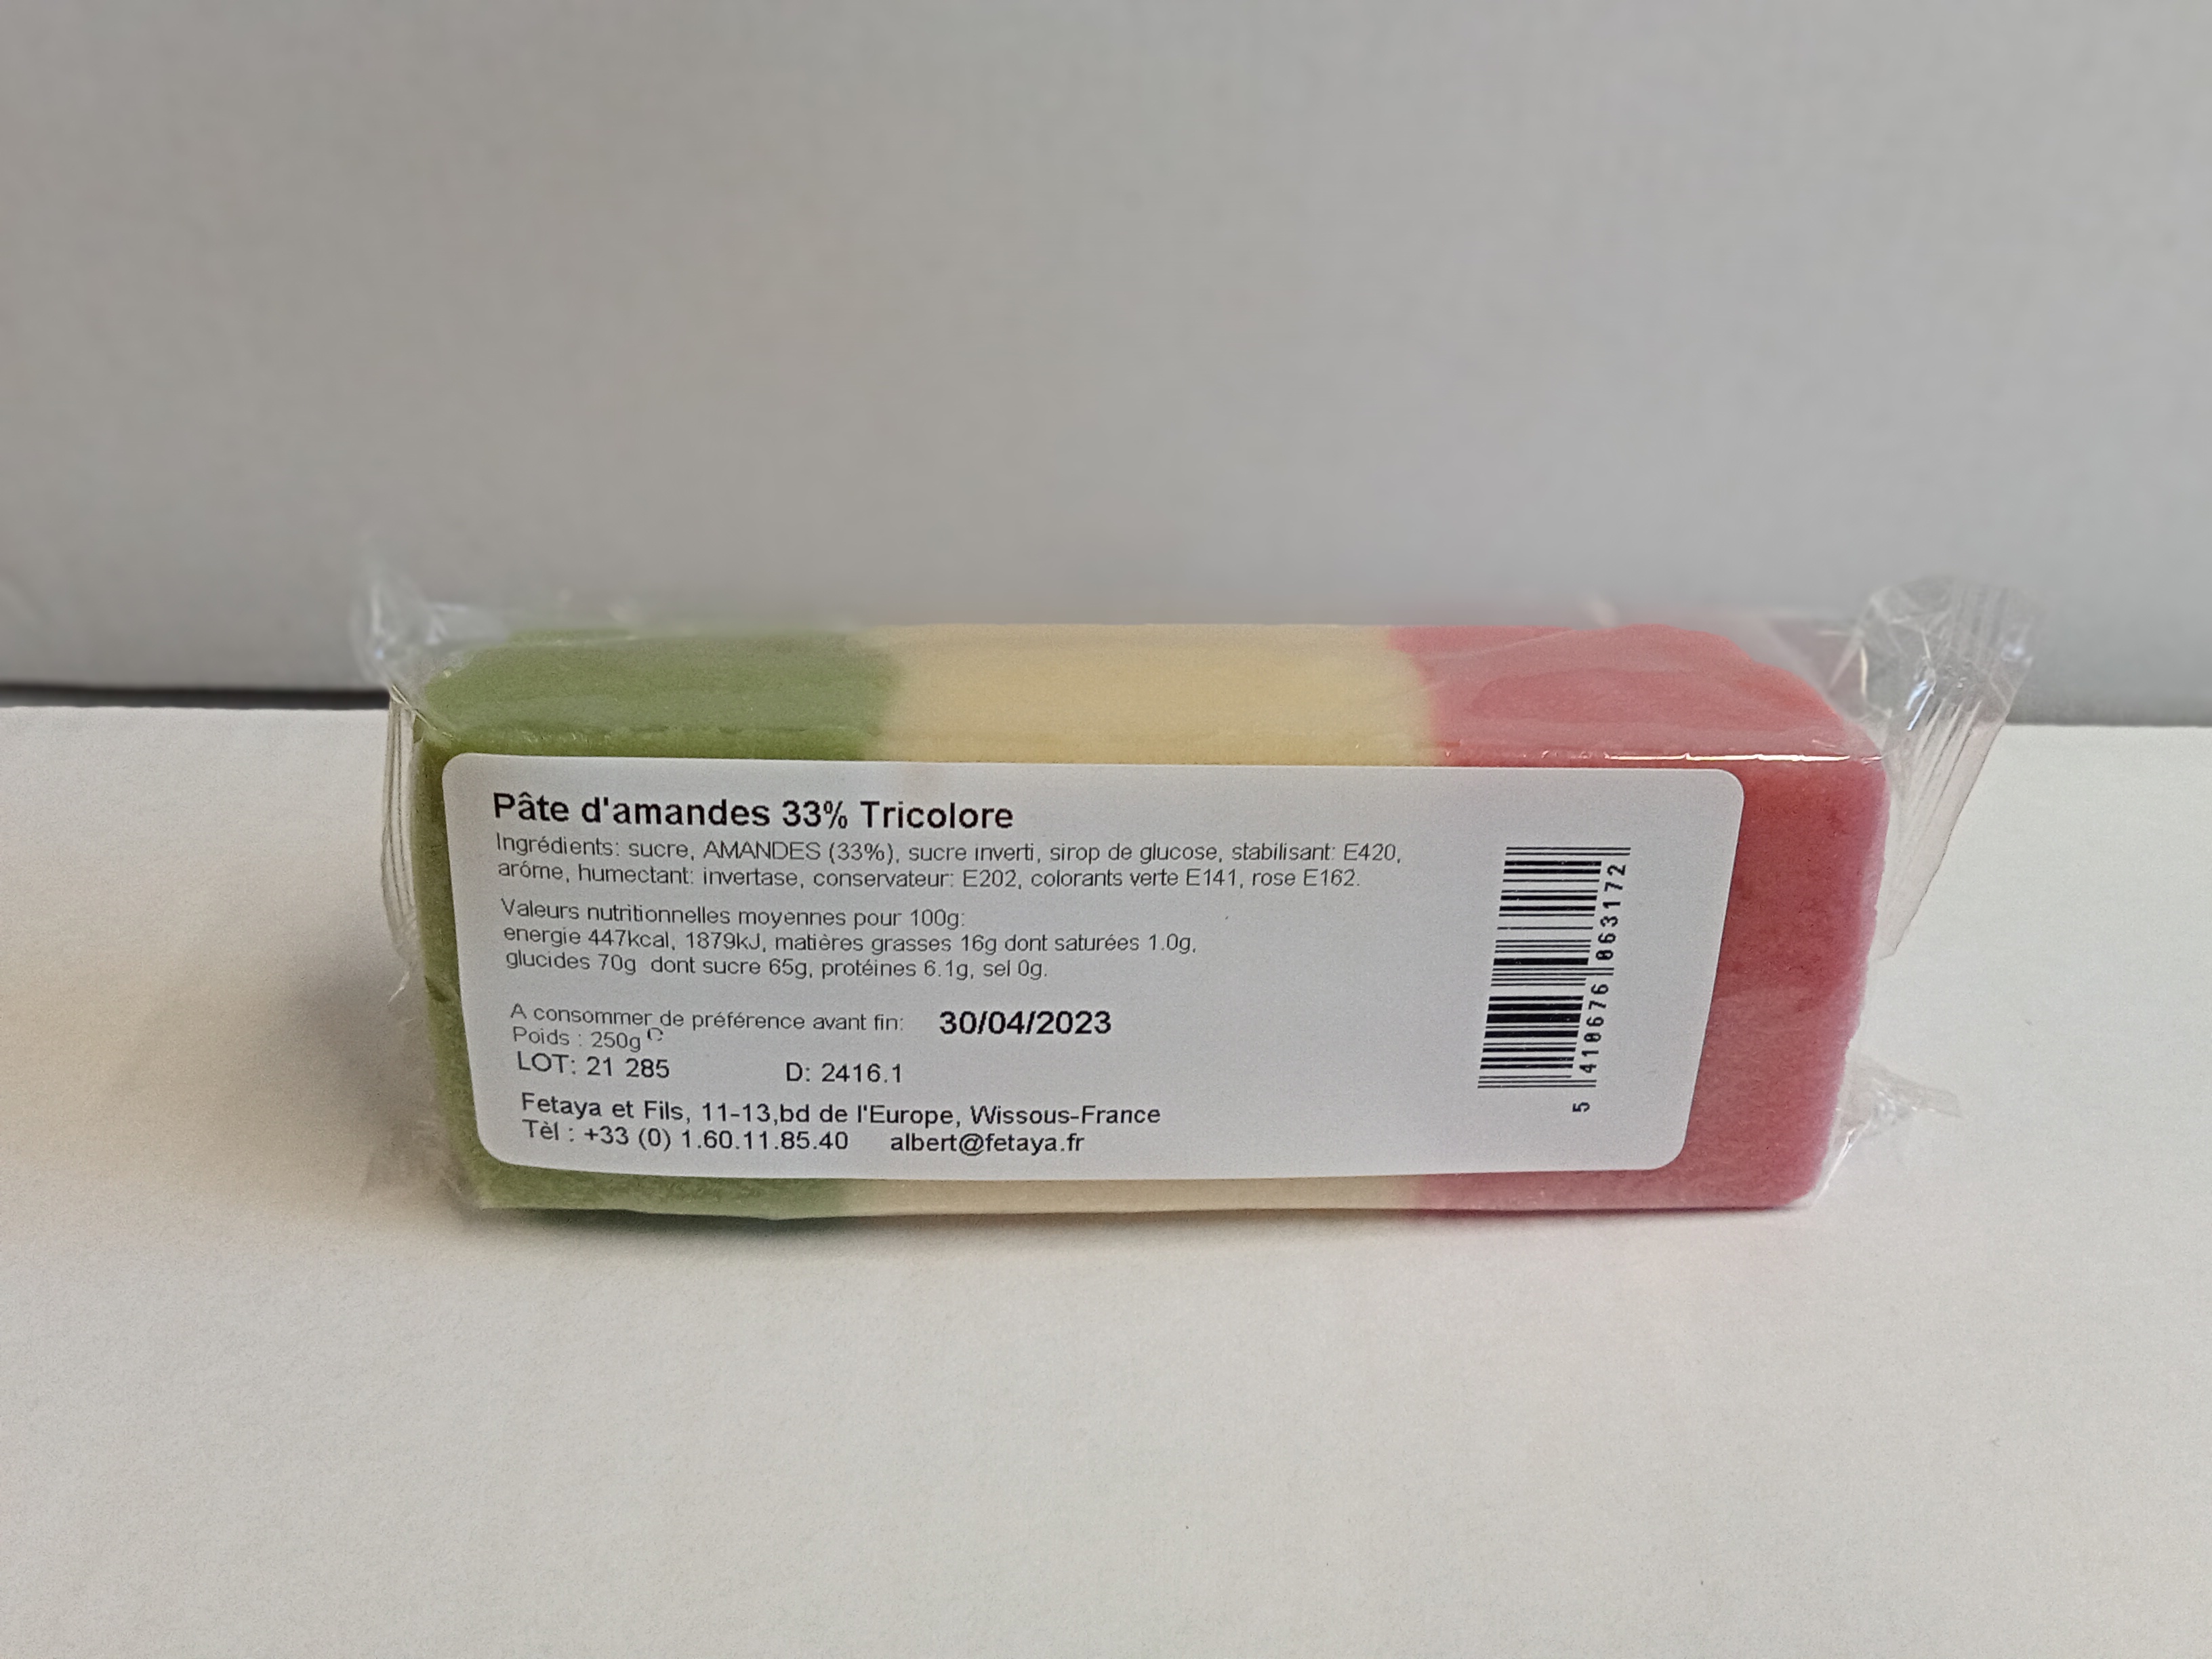 Pâte d'amandes 33% Tricolore
Ingrédients: sucre, AMANDES (33%), sucre inverti, sirop de glucose, stabilisant: E420,
arôme, humectant: invertase, conservateur: E202, colorants verte E141, rose E162.
Valeurs nutritionnelles moyennes pour 100g:
energie 447kcal, 1879kJ, matières grasses 16g dont saturées 1.0g,
glucides 70g dont sucre 65g, protéines 6.1g, sel 0g.
A consommer de préférence avant fin: 30/04/2023
Poids : 250g
LOT: 21 285 D: 2416.1
Fetaya et Fils, 11-13,bd de l'Europe, Wissous-France
Tèl : +33 (0) 1.60.11.85.40 albert@fetaya.fr
5 410676 063172